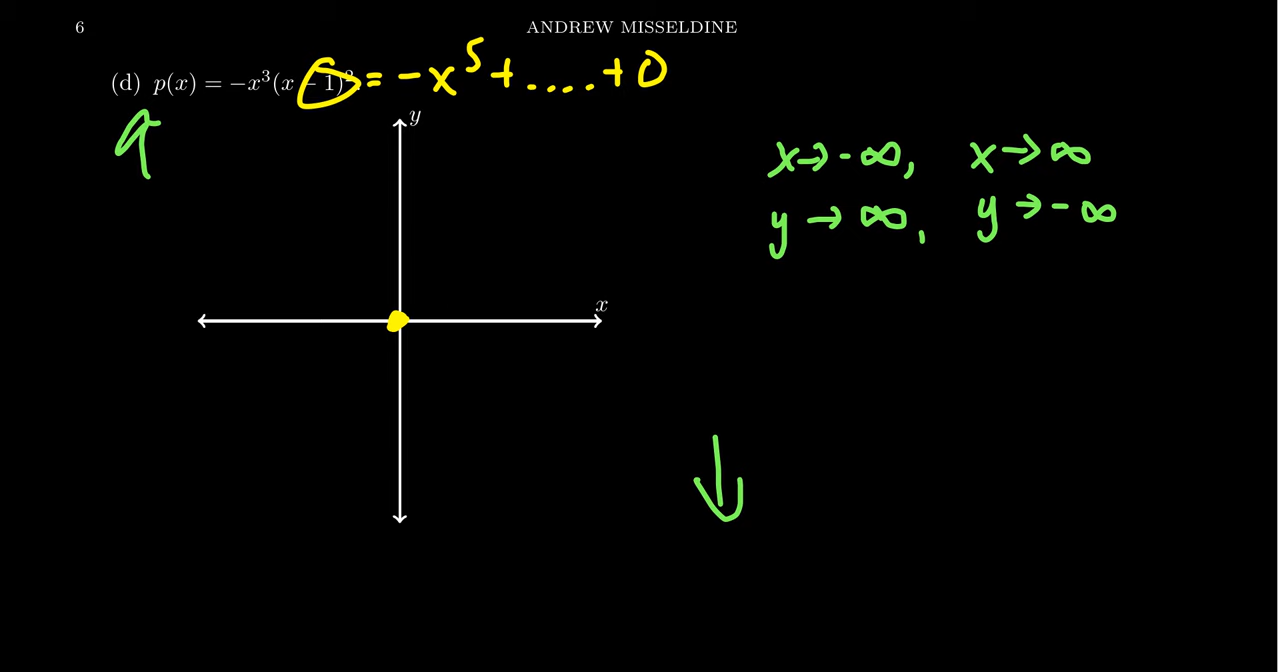 6 ANDREW MISSELDINE
(d) p(x) = −x³(x − 1)². = −x⁵ + .... + 0
y
x → −∞, x → ∞
y → ∞, y → −∞
x